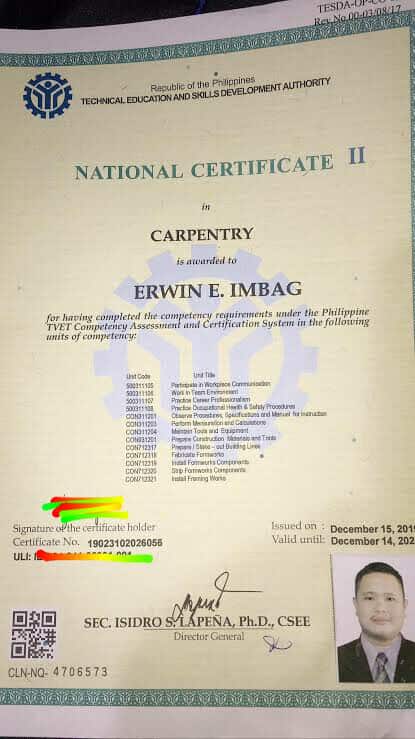 TESDA-OP-CO
Rev. No.00-03/08/17
Republic of the Philippines
TECHNICAL EDUCATION AND SKILLS DEVELOPMENT AUTHORITY
NATIONAL CERTIFICATE II
in
CARPENTRY
is awarded to
ERWIN E. IMBAG
for having completed the competency requirements under the Philippine
TVET Competency Assessment and Certification System in the following
units of competency:
Unit Code Unit Title
500311105 Participate in Workplace Communication
500311106 Work in Team Environment
500311107 Practice Career Professionalism
500311108 Practice Occupational Health & Safety Procedures
CON311201 Observe Procedures, Specifications and Manual for Instruction
CON311203 Perform Mensuration and Calculations
CON311204 Maintain Tools and Equipment
CON931201 Prepare Construction Materials and Tools
CON712317 Prepare / Stake – out Building Lines
CON712318 Fabricate Formworks
CON712319 Install Formworks Components
CON712320 Strip Formworks Components
CON712321 Install Framing Works
Signature of the certificate holder
Certificate No. 19023102026056
ULI:
Issued on : December 15, 201
Valid until: December 14, 202
SEC. ISIDRO S. LAPEÑA, Ph.D., CSEE
Director General
CLN-NQ- 4706573